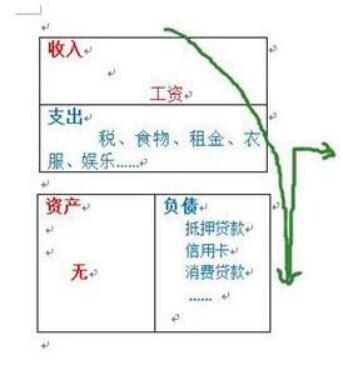 收入
工资
支出
税、食物、租金、衣
服、娱乐......
资产
无
负债
抵押贷款
信用卡
消费贷款
......